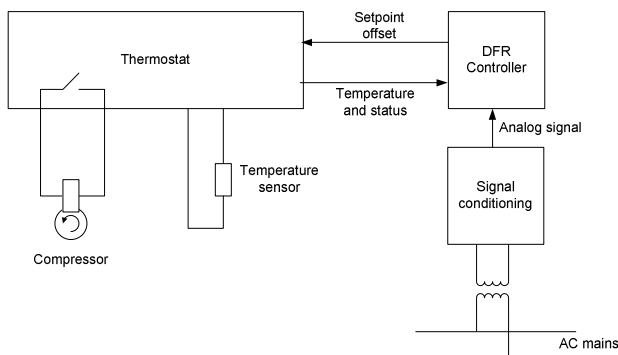 Setpoint
offset
Thermostat
DFR
Controller
Temperature
and status
Analog signal
Temperature
sensor
Signal
conditioning
Compressor
AC mains